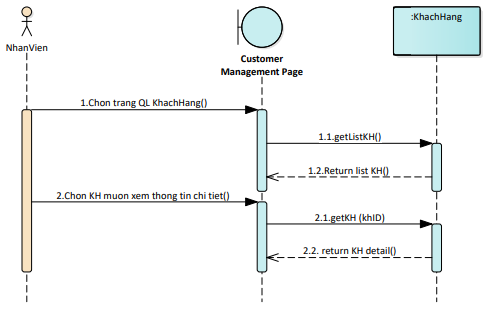 :KhachHang
NhanVien
Customer
Management Page
1.Chon trang QL KhachHang()
1.1.getListKH()
1.2.Return list KH()
2.Chon KH muon xem thong tin chi tiet()
2.1.getKH (khID)
2.2. return KH detail()